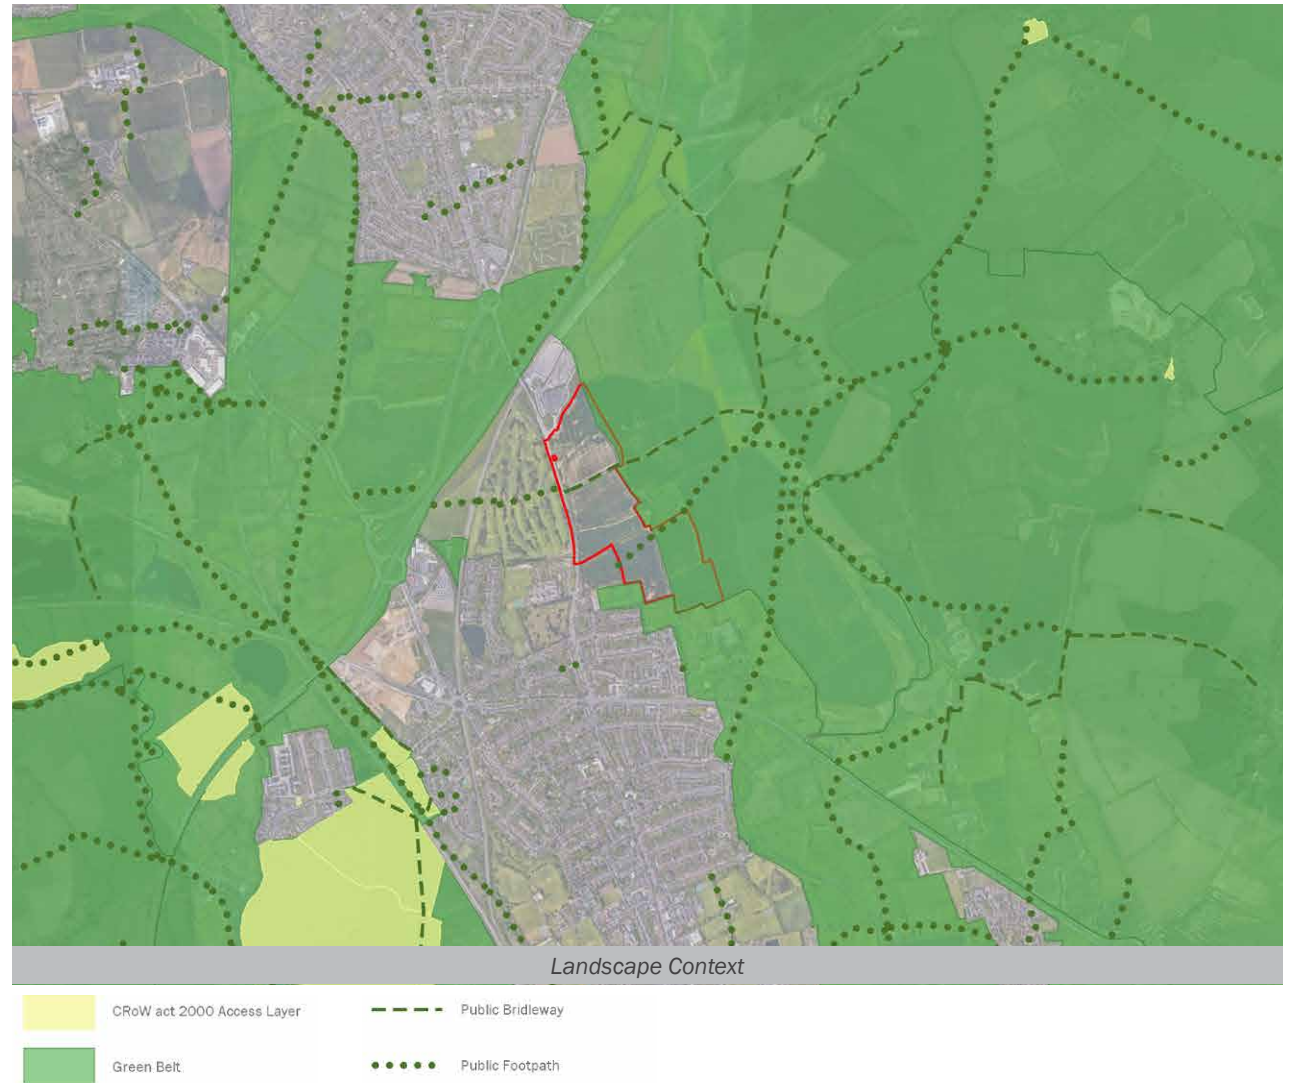 Landscape Context
CRoW act 2000 Access Layer
Public Bridleway
Green Belt
Public Footpath